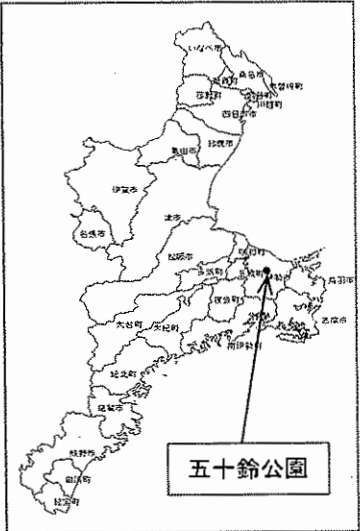 いなべ市
桑名市
東員町
木曽岬町
菰野町
朝日町
川越町
四日市市
鈴鹿市
亀山市
伊賀市
津市
名張市
松阪市
明和町
多気町
玉城町
伊勢市
鳥羽市
度会町
志摩市
大台町
大紀町
南伊勢町
紀北町
尾鷲市
熊野市
御浜町
紀宝町
五十鈴公園